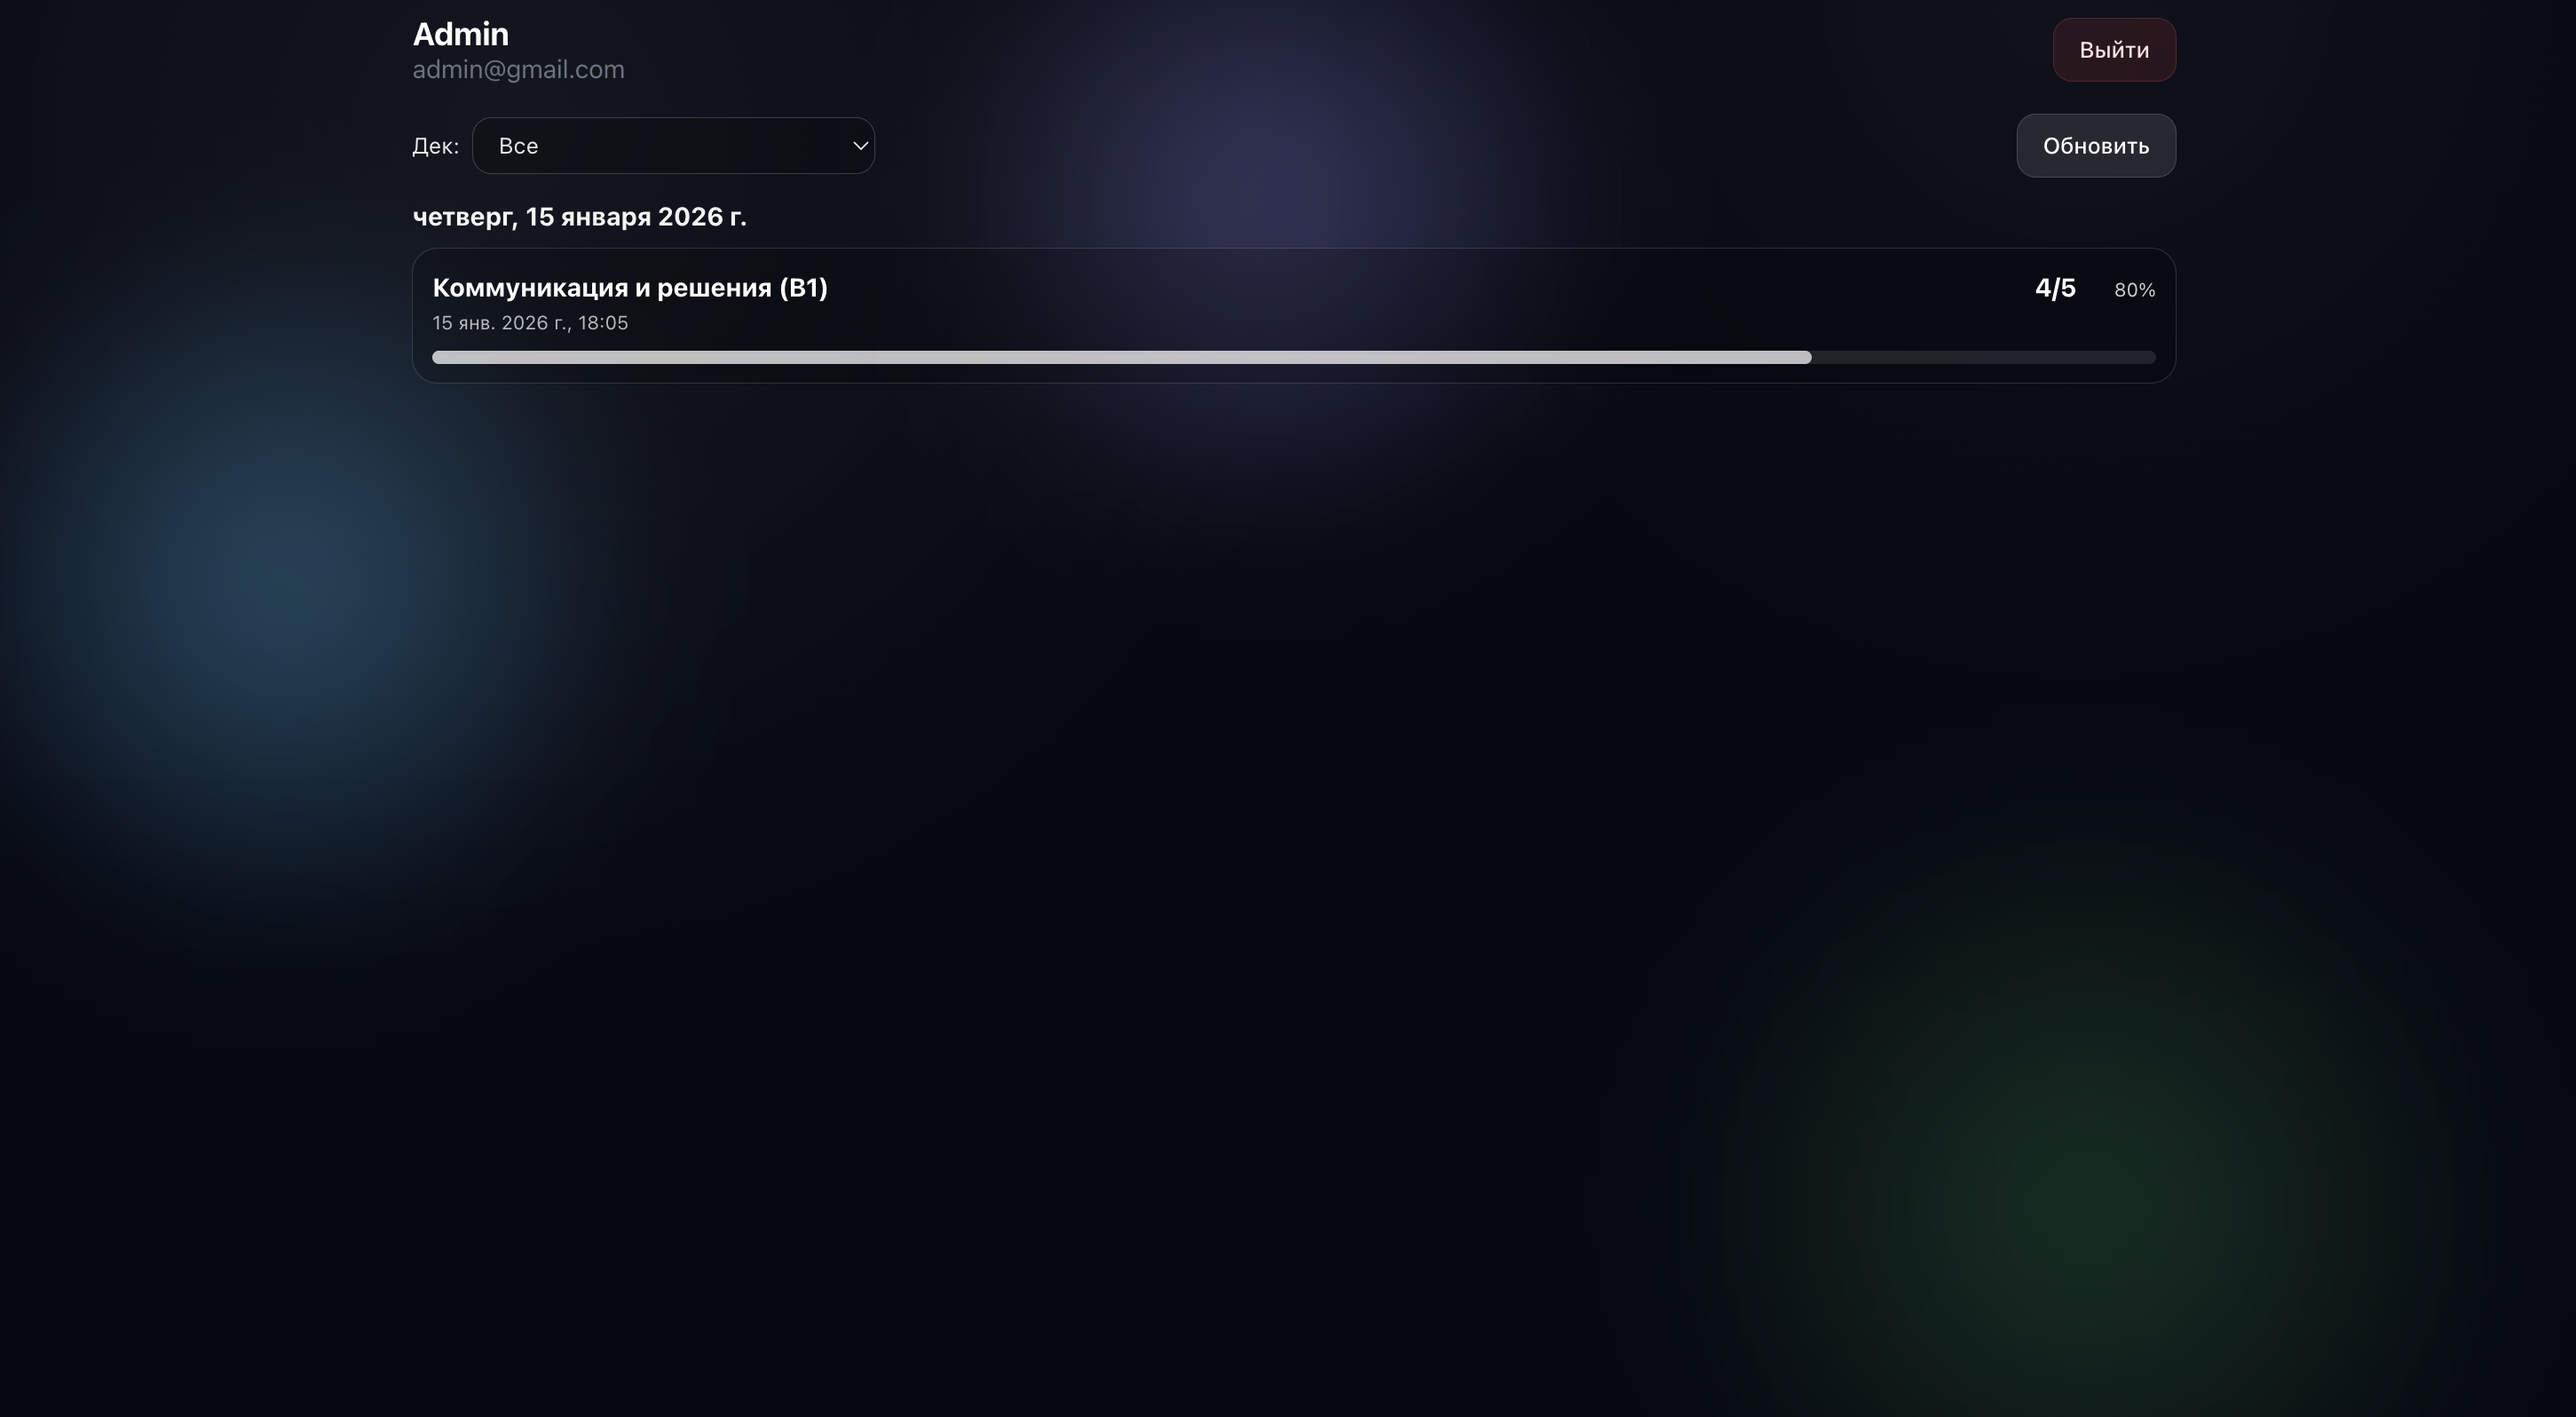 Admin
admin@gmail.com
Выйти
Дек: Все
Обновить
четверг, 15 января 2026 г.
Коммуникация и решения (B1) 4/5 80%
15 янв. 2026 г., 18:05